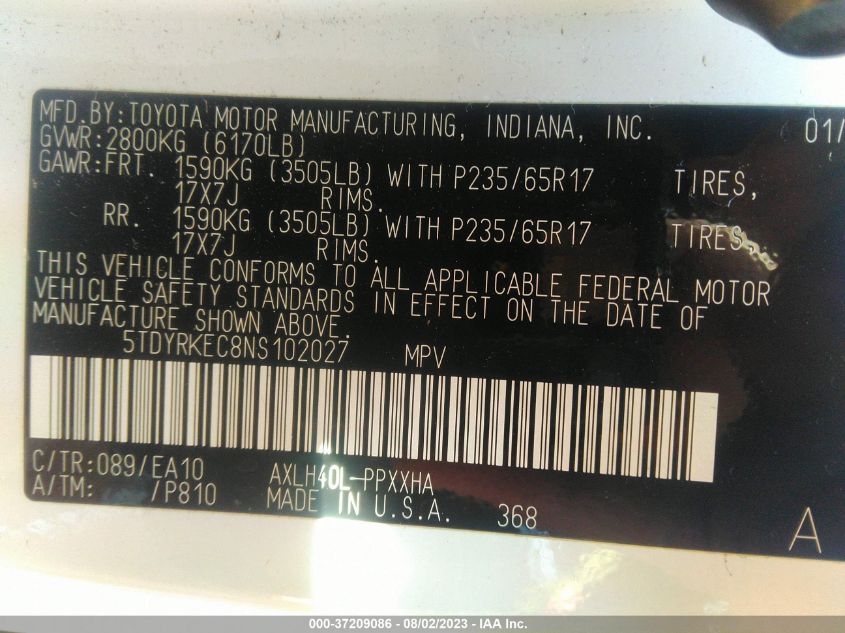 MFD.BY:TOYOTA MOTOR MANUFACTURING, INDIANA, INC. 01/
GVWR:2800KG (6170LB)
GAWR:FRT. 1590KG (3505LB) WITH P235/65R17 TIRES,
17X7J RIMS.
RR. 1590KG (3505LB) WITH P235/65R17 TIRES,
17X7J RIMS.
THIS VEHICLE CONFORMS TO ALL APPLICABLE FEDERAL MOTOR
VEHICLE SAFETY STANDARDS IN EFFECT ON THE DATE OF
MANUFACTURE SHOWN ABOVE.
5TDYRKEC8NS102027 MPV
C/TR:089/EA10 AXLH40L-PPXXHA
A/TM: /P810 MADE IN U.S.A. 368
A
000-37209086 - 08/02/2023 - IAA Inc.